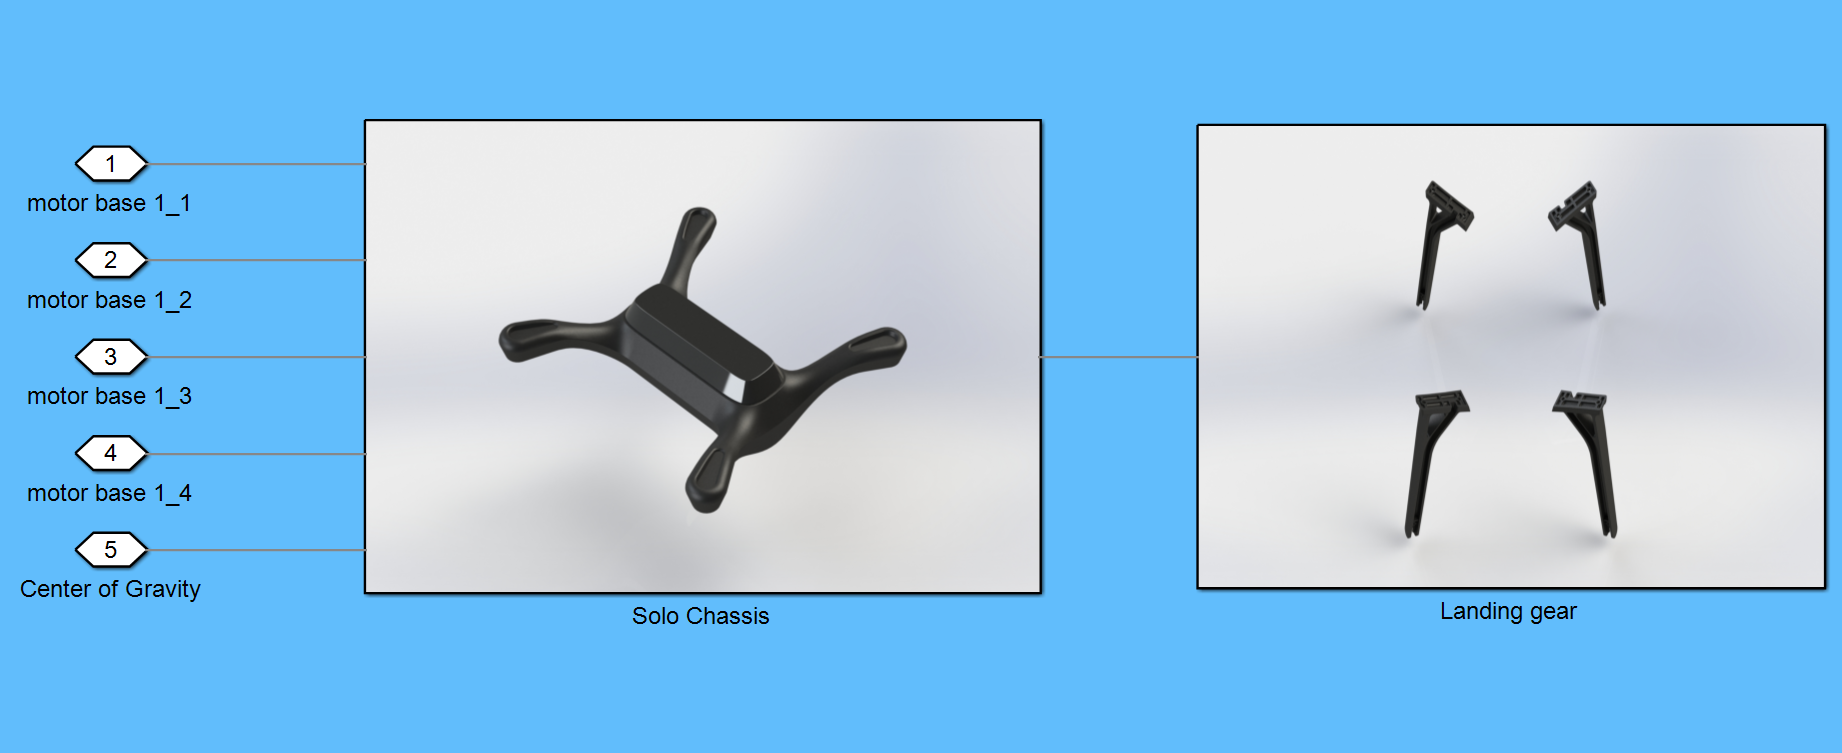 1
motor base 1_1
2
motor base 1_2
3
motor base 1_3
4
motor base 1_4
5
Center of Gravity
Solo Chassis
Landing gear